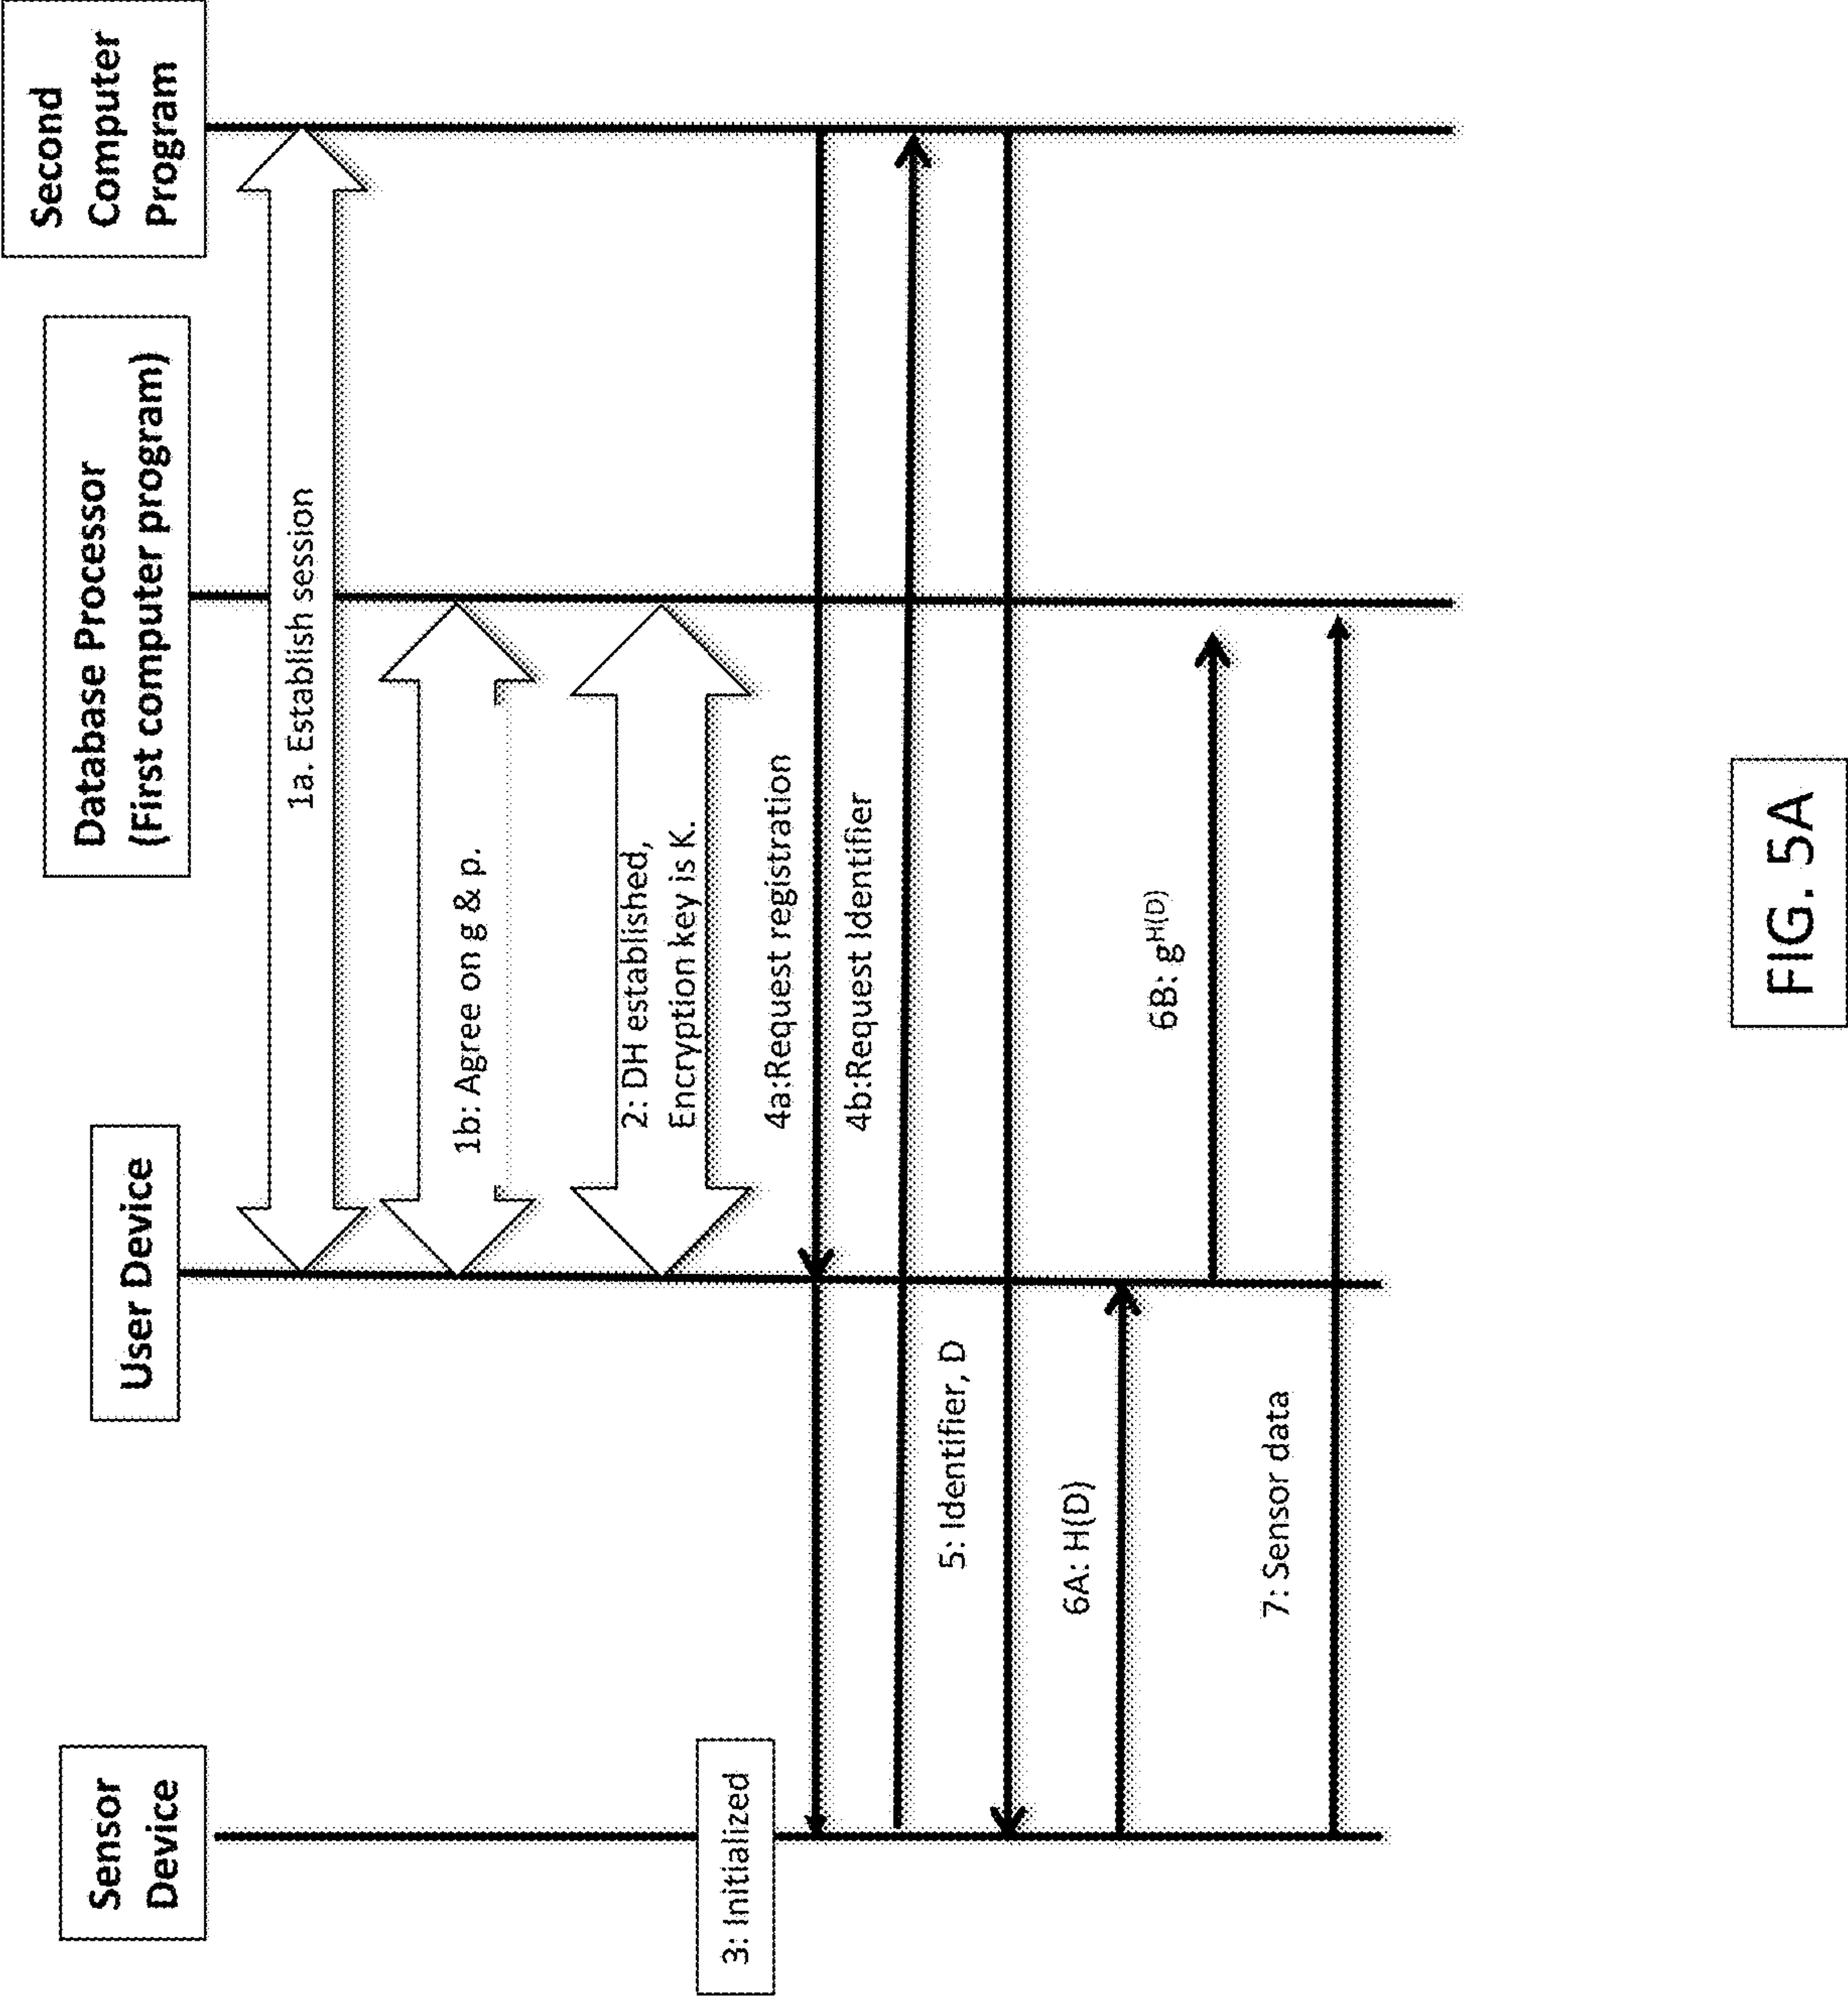 Sensor
Device
User Device
Database Processor
(First computer program)
Second
Computer
Program
1a. Establish session
1b: Agree on g & p.
2: DH established,
Encryption key is K.
3: Initialized
4a:Request registration
4b:Request Identifier
5: Identifier, D
6A: H(D)
6B: g^H(D)
7: Sensor data
FIG. 5A